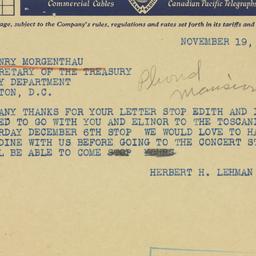 Commercial Cables
Canadian Pacific Telegraphs
age, subject to the Company's rules, regulations and rates set forth in its tariffs and
NOVEMBER 19,
NRY MORGENTHAU
RETARY OF THE TREASURY
Y DEPARTMENT
TON, D.C.
Phoned
Mansion
ANY THANKS FOR YOUR LETTER STOP EDITH AND I
ED TO GO WITH YOU AND ELINOR TO THE TOSCANI
RDAY DECEMBER 6TH STOP WE WOULD LOVE TO HA
DINE WITH US BEFORE GOING TO THE CONCERT S
L BE ABLE TO COME STOP
HERBERT H. LEHMAN